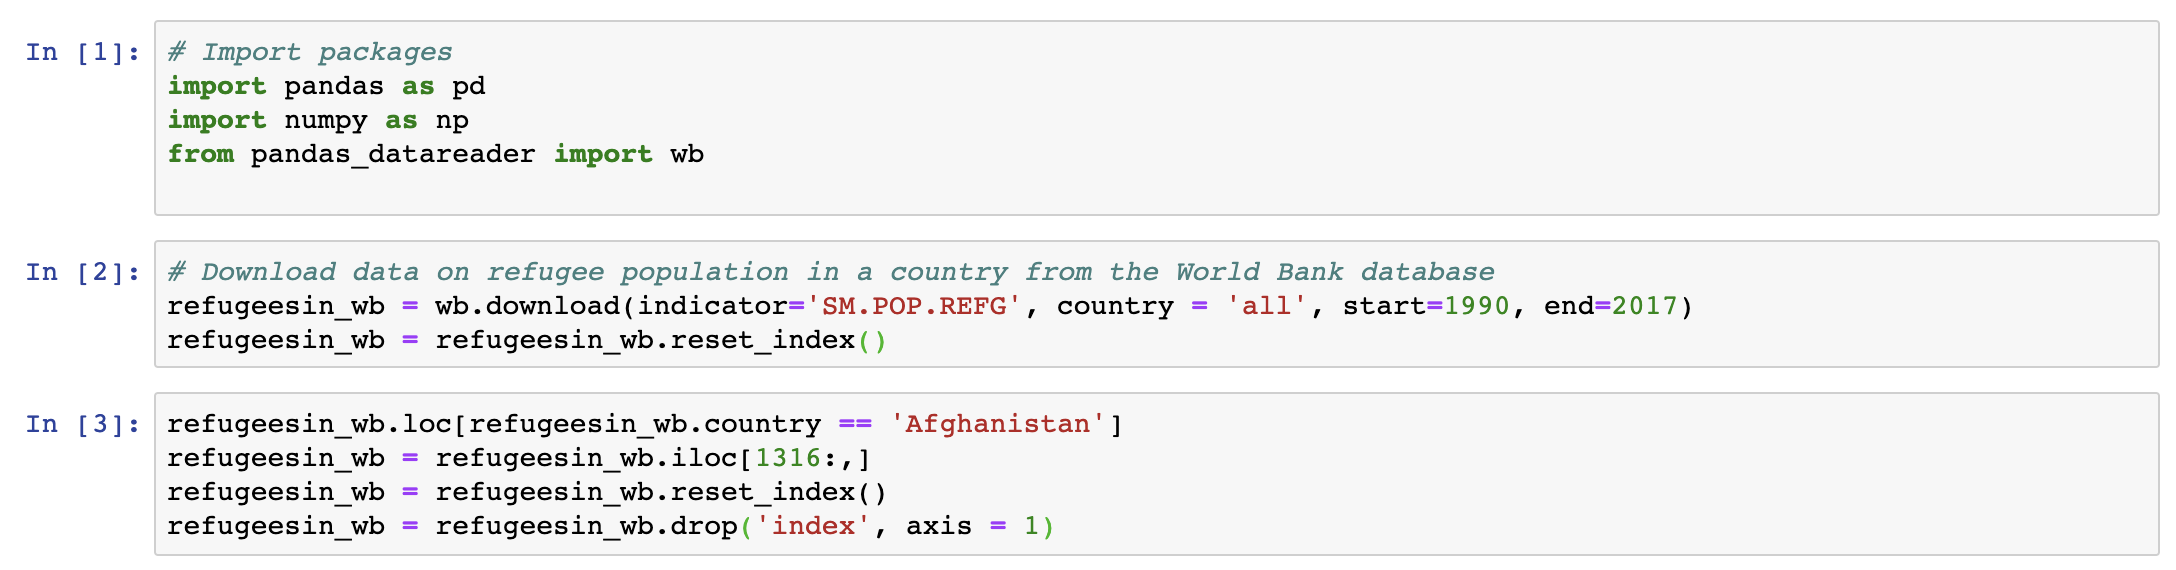 In [1]: # Import packages
import pandas as pd
import numpy as np
from pandas_datareader import wb
In [2]: # Download data on refugee population in a country from the World Bank database
refugeesin_wb = wb.download(indicator='SM.POP.REFG', country = 'all', start=1990, end=2017)
refugeesin_wb = refugeesin_wb.reset_index()
In [3]: refugeesin_wb.loc[refugeesin_wb.country == 'Afghanistan']
refugeesin_wb = refugeesin_wb.iloc[1316:,]
refugeesin_wb = refugeesin_wb.reset_index()
refugeesin_wb = refugeesin_wb.drop('index', axis = 1)